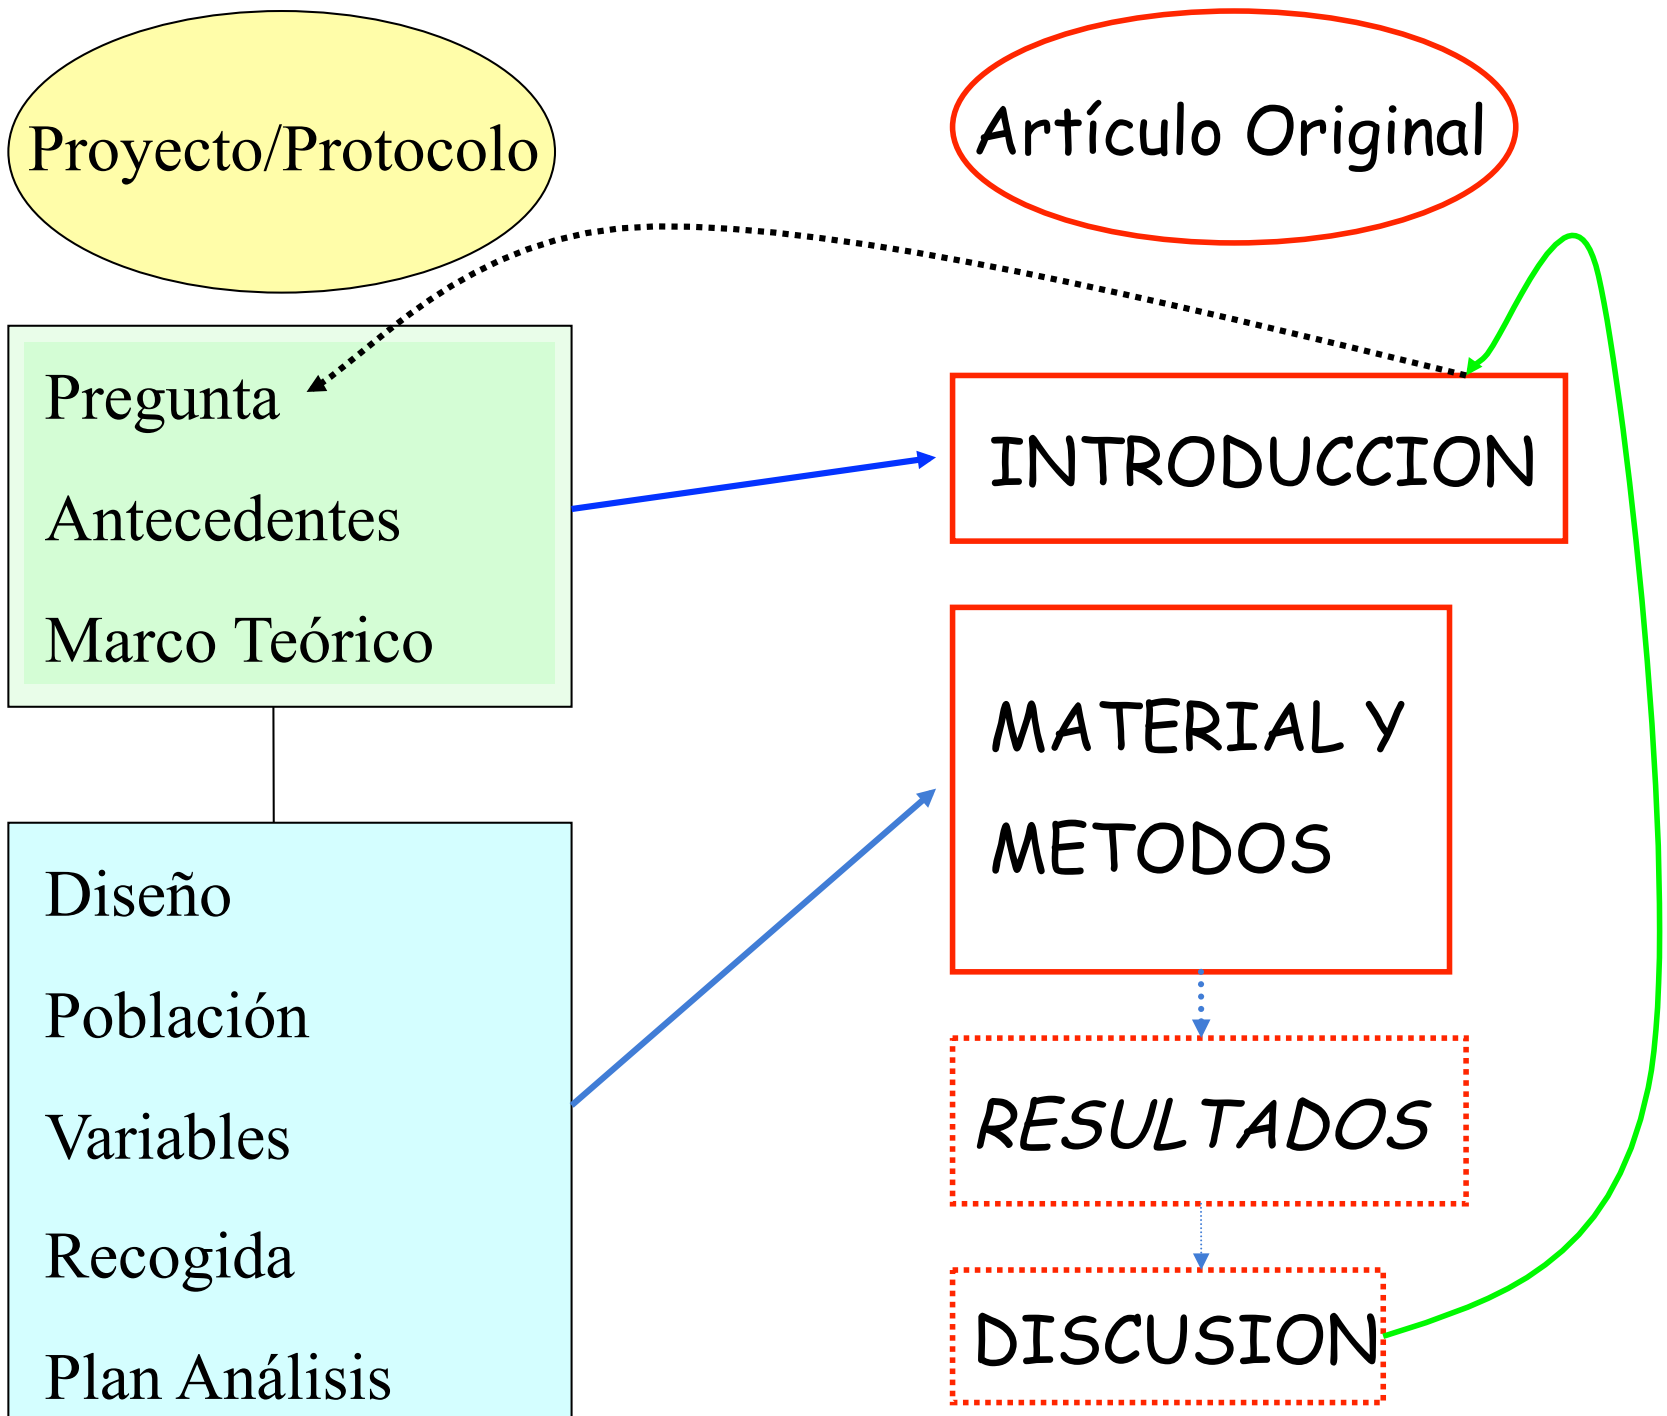 Proyecto/Protocolo
Pregunta
Antecedentes
Marco Teórico
Diseño
Población
Variables
Recogida
Plan Análisis
Artículo Original
INTRODUCCION
MATERIAL Y
METODOS
RESULTADOS
DISCUSION